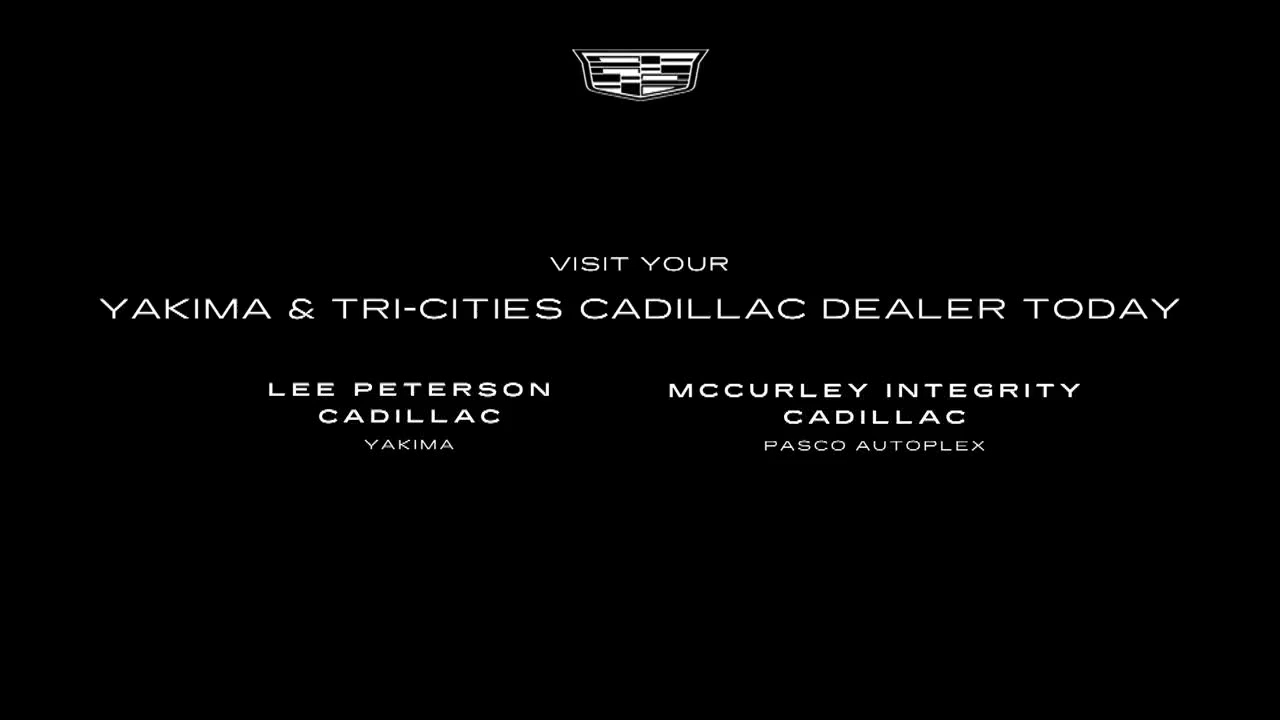 VISIT YOUR
YAKIMA & TRI-CITIES CADILLAC DEALER TODAY
LEE PETERSON
CADILLAC
YAKIMA
MCCURLEY INTEGRITY
CADILLAC
PASCO AUTOPLEX